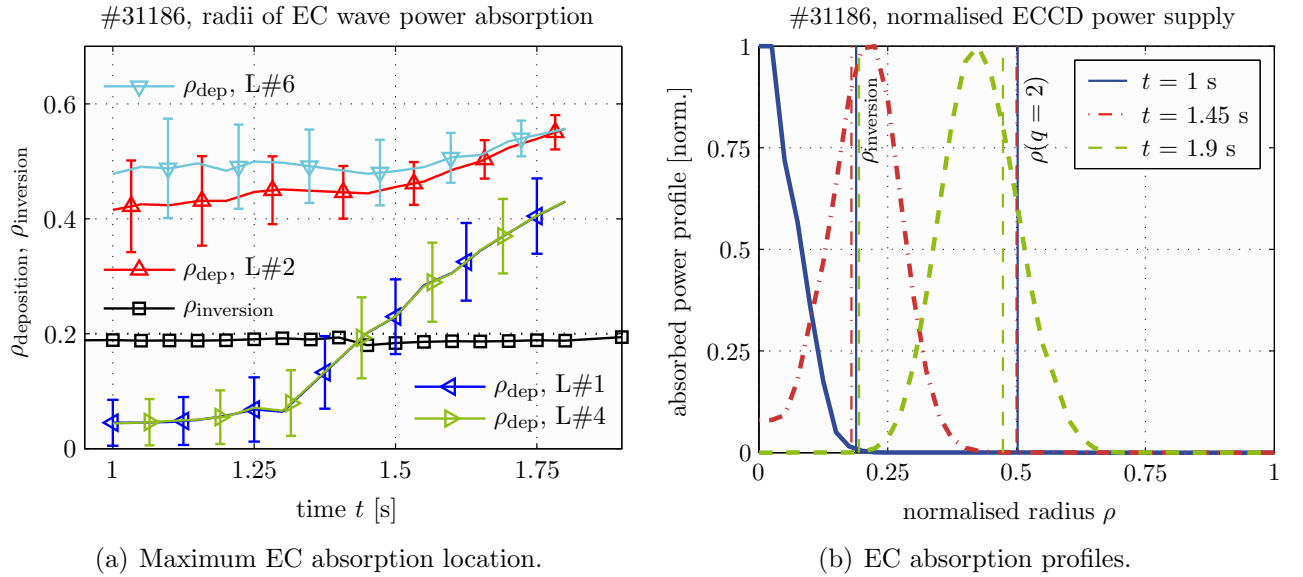 #31186, radii of EC wave power absorption
ρdeposition, ρinversion
0.6
0.4
0.2
0
ρdep, L#6
ρdep, L#2
ρinversion
ρdep, L#1
ρdep, L#4
1
1.25
1.5
1.75
time t [s]
(a) Maximum EC absorption location.
#31186, normalised ECCD power supply
absorbed power profile [norm.]
1
0.75
0.5
0.25
0
ρinversion
ρ(q = 2)
t = 1 s
t = 1.45 s
t = 1.9 s
0
0.25
0.5
0.75
1
normalised radius ρ
(b) EC absorption profiles.